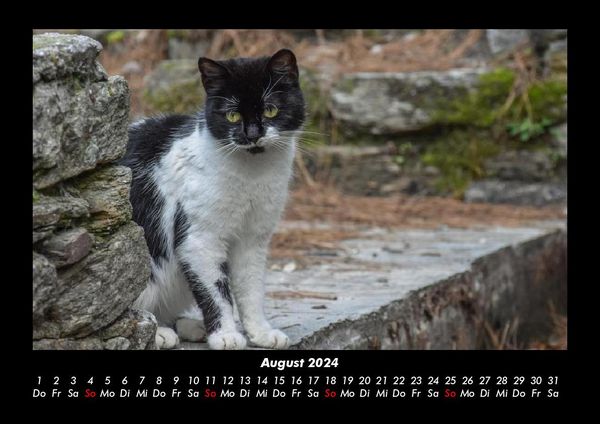 August 2024
1 2 3 4 5 6 7 8 9 10 11 12 13 14 15 16 17 18 19 20 21 22 23 24 25 26 27 28 29 30 31
Do Fr Sa So Mo Di Mi Do Fr Sa So Mo Di Mi Do Fr Sa So Mo Di Mi Do Fr Sa So Mo Di Mi Do Fr Sa